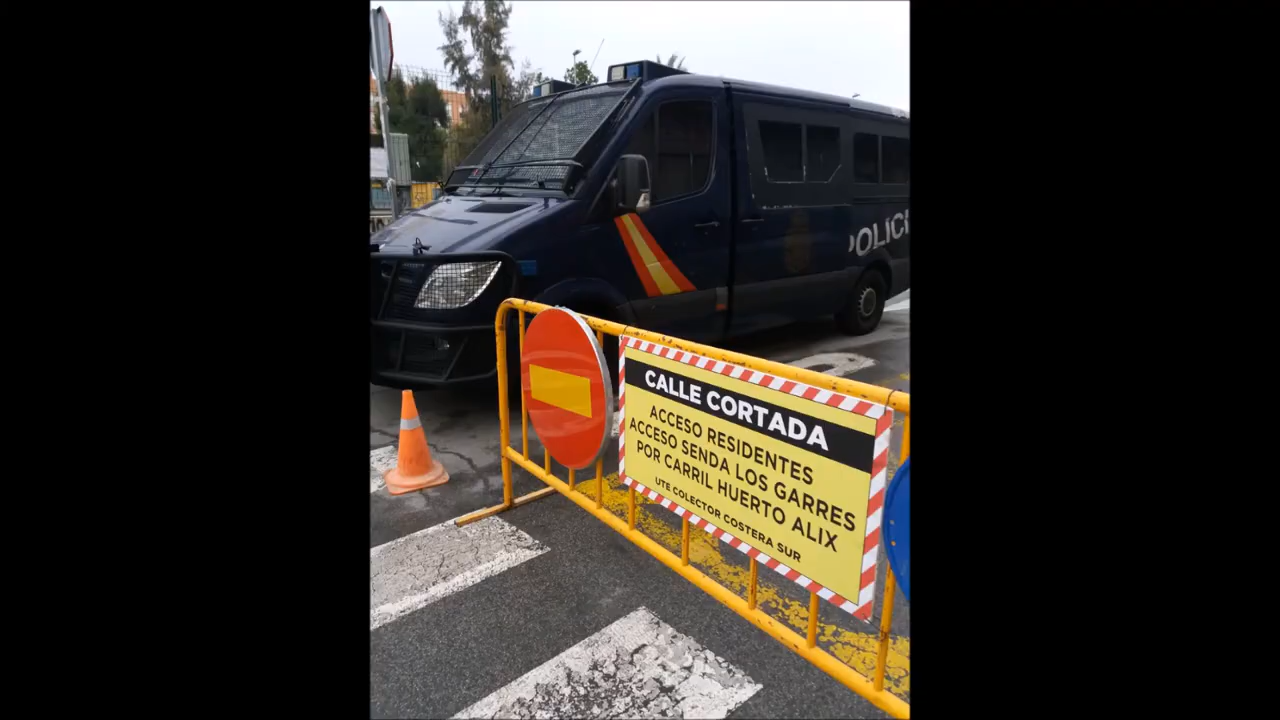 POLICI
CALLE CORTADA
ACCESO RESIDENTES
ACCESO SENDA LOS GARRES
POR CARRIL HUERTO ALIX
UTE COLECTOR COSTERA SUR